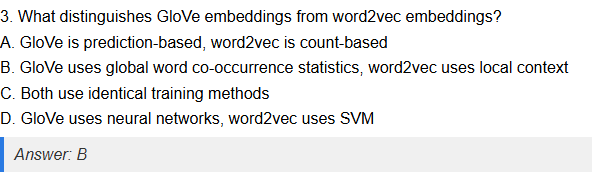 3. What distinguishes GloVe embeddings from word2vec embeddings?
A. GloVe is prediction-based, word2vec is count-based
B. GloVe uses global word co-occurrence statistics, word2vec uses local context
C. Both use identical training methods
D. GloVe uses neural networks, word2vec uses SVM
Answer: B